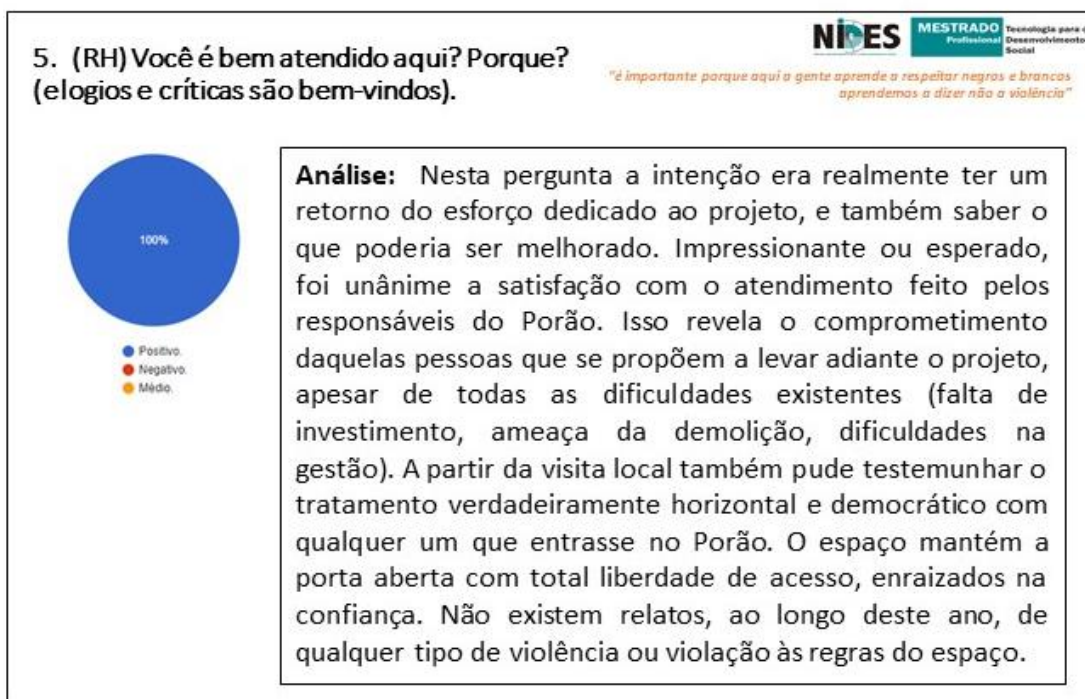 5. (RH) Você é bem atendido aqui? Porque?
(elogios e críticas são bem-vindos).
NIDES
MESTRADO
Profissional
Tecnologia para o
Desenvolvimento
Social
"é importante porque aqui a gente aprende a respeitar negros e brancos
aprendemos a dizer não a violência"
100%
Positivo.
Negativo.
Médio.
Análise: Nesta pergunta a intenção era realmente ter um
retorno do esforço dedicado ao projeto, e também saber o
que poderia ser melhorado. Impressionante ou esperado,
foi unânime a satisfação com o atendimento feito pelos
responsáveis do Porão. Isso revela o comprometimento
daquelas pessoas que se propõem a levar adiante o projeto,
apesar de todas as dificuldades existentes (falta de
investimento, ameaça da demolição, dificuldades na
gestão). A partir da visita local também pude testemunhar o
tratamento verdadeiramente horizontal e democrático com
qualquer um que entrasse no Porão. O espaço mantém a
porta aberta com total liberdade de acesso, enraizados na
confiança. Não existem relatos, ao longo deste ano, de
qualquer tipo de violência ou violação às regras do espaço.